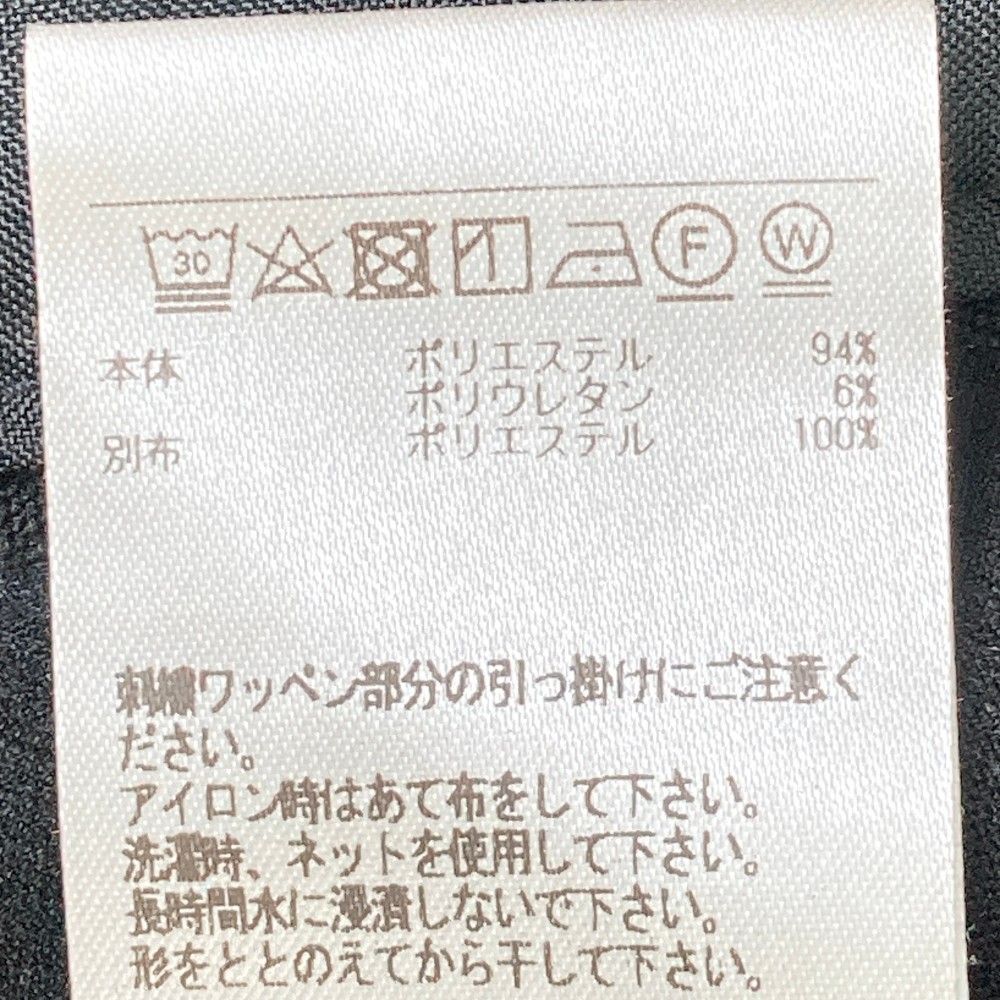 30 F W
本体 ポリエステル 94%
ポリウレタン 6%
別布 ポリエステル 100%
刺繍ワッペン部分の引っ掛けにご注意く
ださい。
アイロン時はあて布をして下さい。
洗濯時、ネットを使用して下さい。
長時間水に浸漬しないで下さい。
形をととのえてから干して下さい。